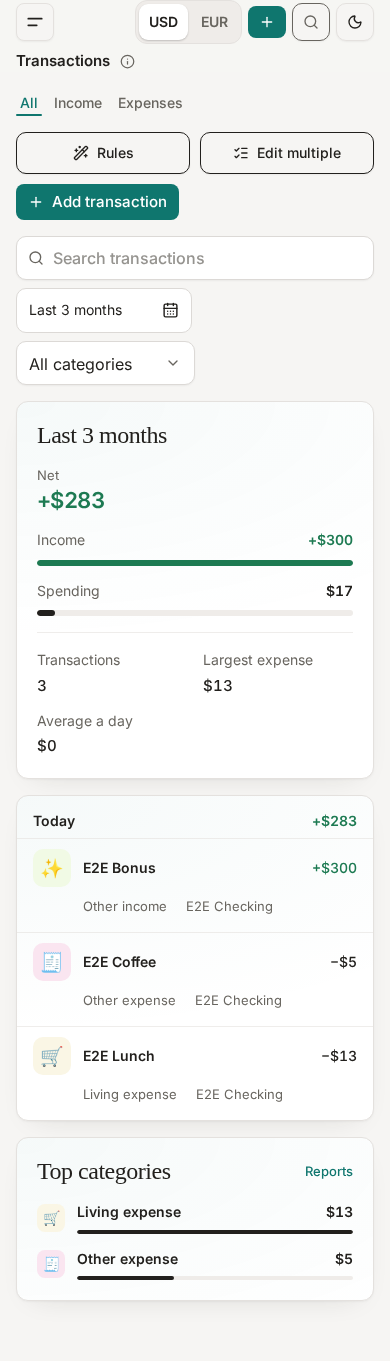 USD EUR
Transactions
All Income Expenses
Rules Edit multiple
Add transaction
Search transactions
Last 3 months
All categories
Last 3 months
Net
+$283
Income +$300
Spending $17
Transactions Largest expense
3 $13
Average a day
$0
Today +$283
E2E Bonus +$300
Other income E2E Checking
E2E Coffee −$5
Other expense E2E Checking
E2E Lunch −$13
Living expense E2E Checking
Top categories Reports
Living expense $13
Other expense $5